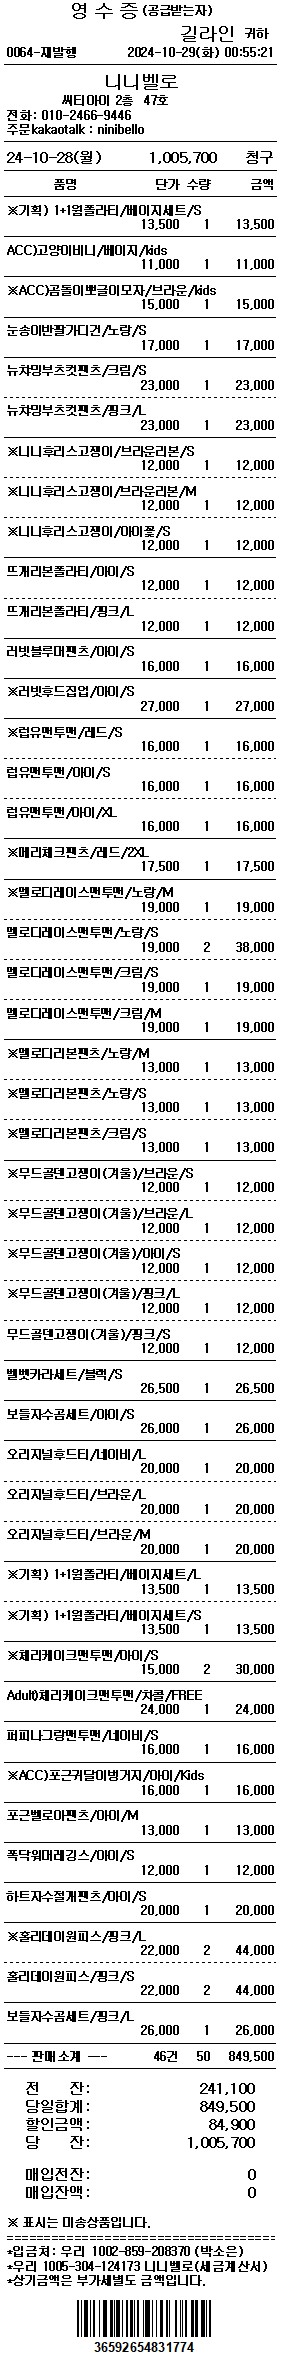 영 수 증 (공급받는자)
길라인 귀하
0064-재발행 2024-10-29(화) 00:55:21
니니벨로
씨티아이 2층 47호
전화: 010-2466-9446
주문kakaotalk : ninibello
24-10-28(월) 1,005,700 청구
품명 단가 수량 금액
※기획) 1+1월폴라티/베이지세트/S
13,500 1 13,500
ACC)고양이비니/베이지/kids
11,000 1 11,000
※ACC)곰돌이뽀글이모자/브라운/kids
15,000 1 15,000
눈송이반짤가디건/노랑/S
17,000 1 17,000
뉴챠밍부츠컷팬츠/크림/S
23,000 1 23,000
뉴챠밍부츠컷팬츠/핑크/L
23,000 1 23,000
※니니후리스고쟁이/브라운리본/S
12,000 1 12,000
※니니후리스고쟁이/브라운리본/M
12,000 1 12,000
※니니후리스고쟁이/아이꽃/S
12,000 1 12,000
뜨개리본폴라티/아이/S
12,000 1 12,000
뜨개리본폴라티/핑크/L
12,000 1 12,000
러빗블루머팬츠/아이/S
16,000 1 16,000
※러빗후드집업/아이/S
27,000 1 27,000
※럽유맨투맨/레드/S
16,000 1 16,000
럽유맨투맨/아이/S
16,000 1 16,000
럽유맨투맨/아이/XL
16,000 1 16,000
※메리체크팬츠/레드/2XL
17,500 1 17,500
※멜로디레이스맨투맨/노랑/M
19,000 1 19,000
멜로디레이스맨투맨/노랑/S
19,000 2 38,000
멜로디레이스맨투맨/크림/S
19,000 1 19,000
멜로디레이스맨투맨/크림/M
19,000 1 19,000
※멜로디리본팬츠/노랑/M
13,000 1 13,000
※멜로디리본팬츠/노랑/S
13,000 1 13,000
※멜로디리본팬츠/크림/S
13,000 1 13,000
※무드골덴고쟁이(겨울)/브라운/S
12,000 1 12,000
※무드골덴고쟁이(겨울)/브라운/L
12,000 1 12,000
※무드골덴고쟁이(겨울)/아이/S
12,000 1 12,000
※무드골덴고쟁이(겨울)/핑크/L
12,000 1 12,000
무드골덴고쟁이(겨울)/핑크/S
12,000 1 12,000
벨벳카라세트/블랙/S
26,500 1 26,500
보들자수곰세트/아이/S
26,000 1 26,000
오리지널후드티/네이비/L
20,000 1 20,000
오리지널후드티/브라운/L
20,000 1 20,000
오리지널후드티/브라운/M
20,000 1 20,000
※기획) 1+1월폴라티/베이지세트/L
13,500 1 13,500
※기획) 1+1월폴라티/베이지세트/S
13,500 1 13,500
※체리케이크맨투맨/아이/S
15,000 2 30,000
Adult)체리케이크맨투맨/차콜/FREE
24,000 1 24,000
퍼피나그랑맨투맨/네이비/S
16,000 1 16,000
※ACC)포근귀달이벙거지/아이/Kids
16,000 1 16,000
포근벨로아팬츠/아이/M
13,000 1 13,000
폭닥워머레깅스/아이/S
12,000 1 12,000
하트자수절개팬츠/아이/S
20,000 1 20,000
※홀리데이원피스/핑크/L
22,000 2 44,000
홀리데이원피스/핑크/S
22,000 2 44,000
보들자수곰세트/핑크/L
26,000 1 26,000
--- 판매소계 --- 46건 50 849,500
전 잔: 241,100
당일합계: 849,500
할인금액: 84,900
당 잔: 1,005,700
매입전잔: 0
매입잔액: 0
※ 표시는 미송상품입니다.
*입금처: 우리 1002-859-208370 (박소은)
*우리 1005-304-124173 니니벨로(세금계산서)
*상기금액은 부가세별도 금액입니다.
36592654831774